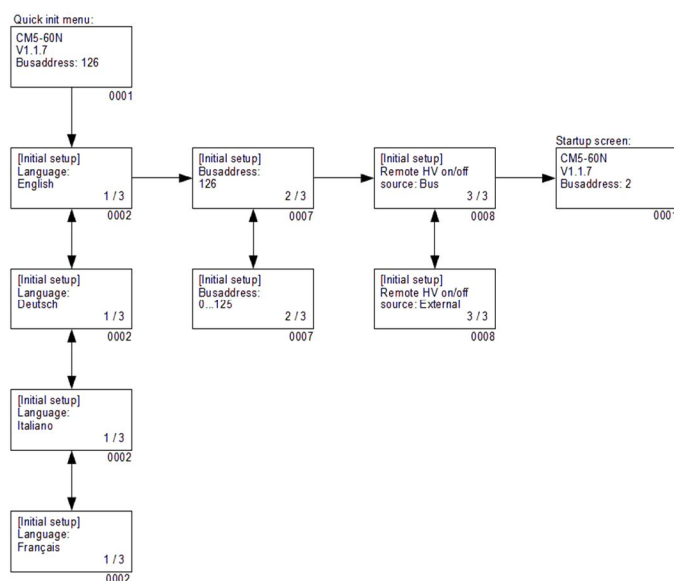 Quick init menu:
CM5-60N
V1.1.7
Busaddress: 126
0001
[Initial setup]
Language:
English
1 / 3
0002
[Initial setup]
Busaddress:
126
2 / 3
0007
[Initial setup]
Remote HV on/off
source: Bus
3 / 3
0008
Startup screen:
CM5-60N
V1.1.7
Busaddress: 2
0001
[Initial setup]
Language:
Deutsch
1 / 3
0002
[Initial setup]
Busaddress:
0...125
2 / 3
0007
[Initial setup]
Remote HV on/off
source: External
3 / 3
0008
[Initial setup]
Language:
Italiano
1 / 3
0002
[Initial setup]
Language:
Français
1 / 3
0002